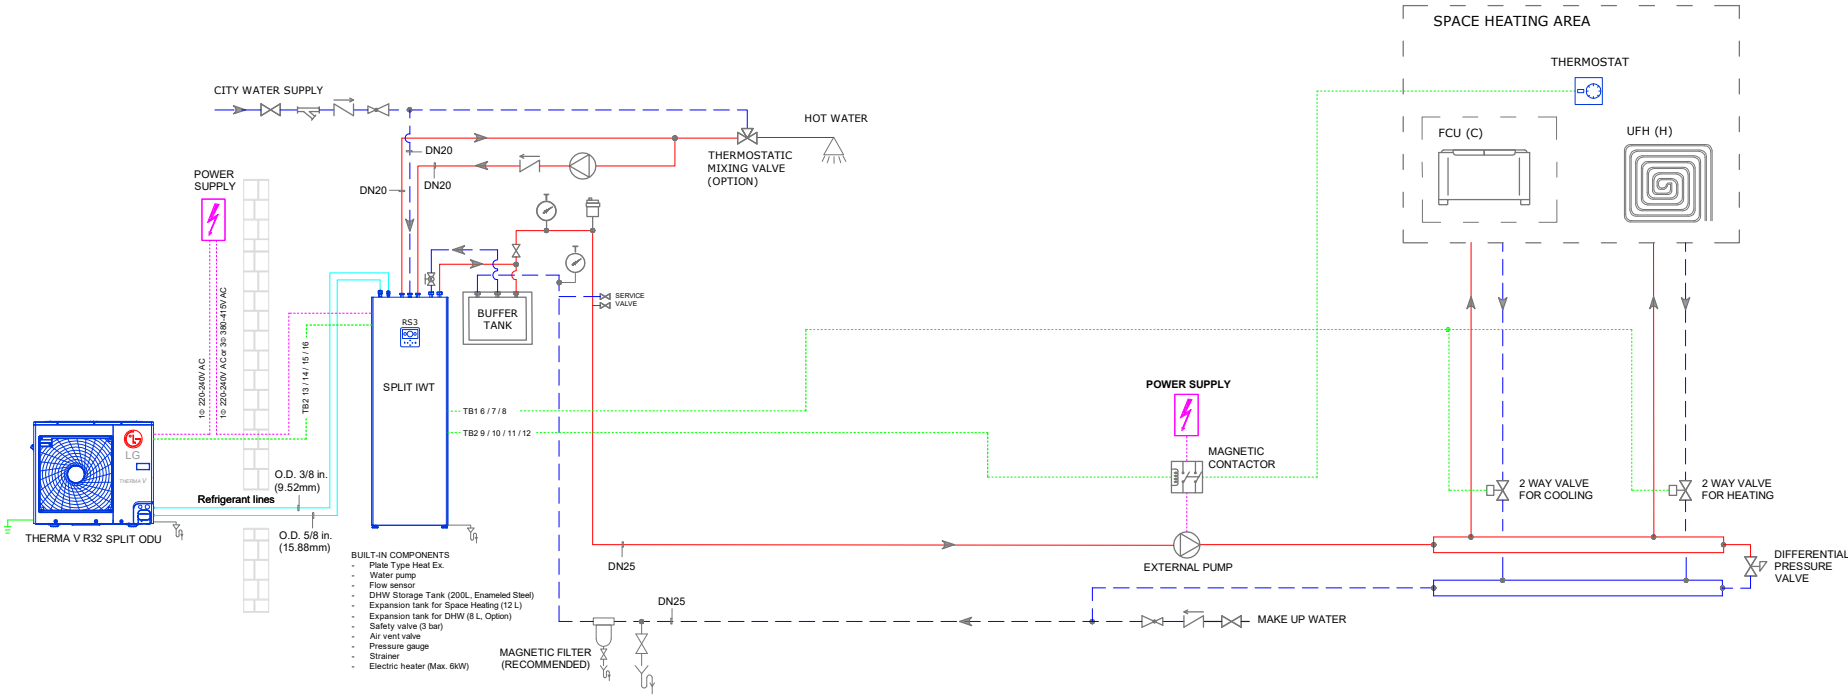 SPACE HEATING AREA
THERMOSTAT
FCU (C)
UFH (H)
CITY WATER SUPPLY
HOT WATER
THERMOSTATIC
MIXING VALVE
(OPTION)
DN20
DN20
DN20
POWER
SUPPLY
1Φ 220-240V AC
1Φ 220-240V AC or 3Φ 380-415V AC
TB2 13 / 14 / 15 / 16
T
T
SERVICE
VALVE
BUFFER
TANK
RS3
SPLIT IWT
TB1 6 / 7 / 8
TB2 9 / 10 / 11 / 12
POWER SUPPLY
MAGNETIC
CONTACTOR
2 WAY VALVE
FOR COOLING
2 WAY VALVE
FOR HEATING
LG
THERMA V
O.D. 3/8 in.
(9.52mm)
Refrigerant lines
O.D. 5/8 in.
(15.88mm)
THERMA V R32 SPLIT ODU
BUILT-IN COMPONENTS
- Plate Type Heat Ex.
- Water pump
- Flow sensor
- DHW Storage Tank (200L, Enameled Steel)
- Expansion tank for Space Heating (12 L)
- Expansion tank for DHW (8 L, Option)
- Safety valve (3 bar)
- Air vent valve
- Pressure gauge
- Strainer
- Electric heater (Max. 6kW)
DN25
EXTERNAL PUMP
DIFFERENTIAL
PRESSURE
VALVE
DN25
MAKE UP WATER
MAGNETIC FILTER
(RECOMMENDED)